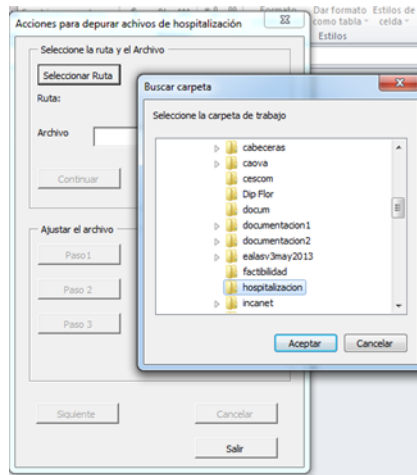 Acciones para depurar achivos de hospitalización
Formato
Dar formato
Estilos de
como tabla
celda
Estilos
Seleccione la ruta y el Archivo
Seleccionar Ruta
Ruta:
Archivo
Continuar
Ajustar el archivo
Paso1
Paso 2
Paso 3
Siquiente
Cancelar
Salir
Buscar carpeta
Seleccione la carpeta de trabajo
cabeceras
caova
cescom
Dip Flor
docum
documentacion1
documentacion2
ealasv3may2013
factibilidad
hospitalizacion
incanet
Aceptar
Cancelar